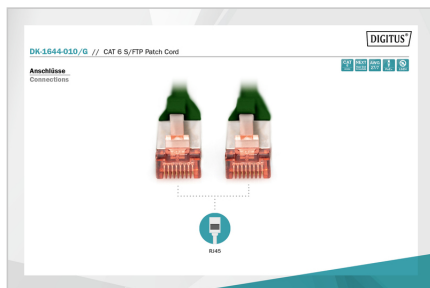 DIGITUS®
DK-1644-010/G // CAT 6 S/FTP Patch Cord
Anschlüsse
Connections
RJ45